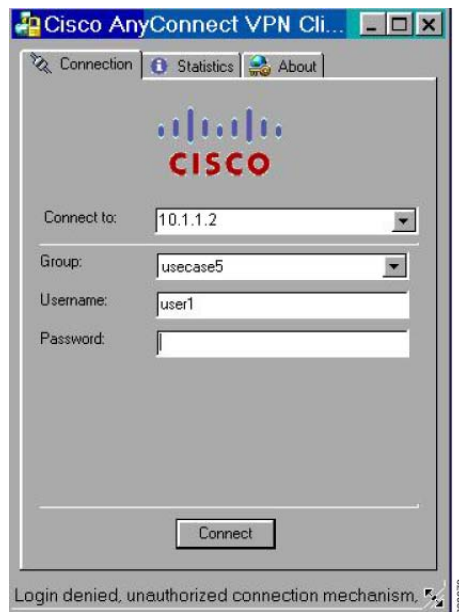 Cisco AnyConnect VPN Cli...
Connection Statistics About
CISCO
Connect to: 10.1.1.2
Group: usecase5
Username: user1
Password:
Connect
Login denied, unauthorized connection mechanism,